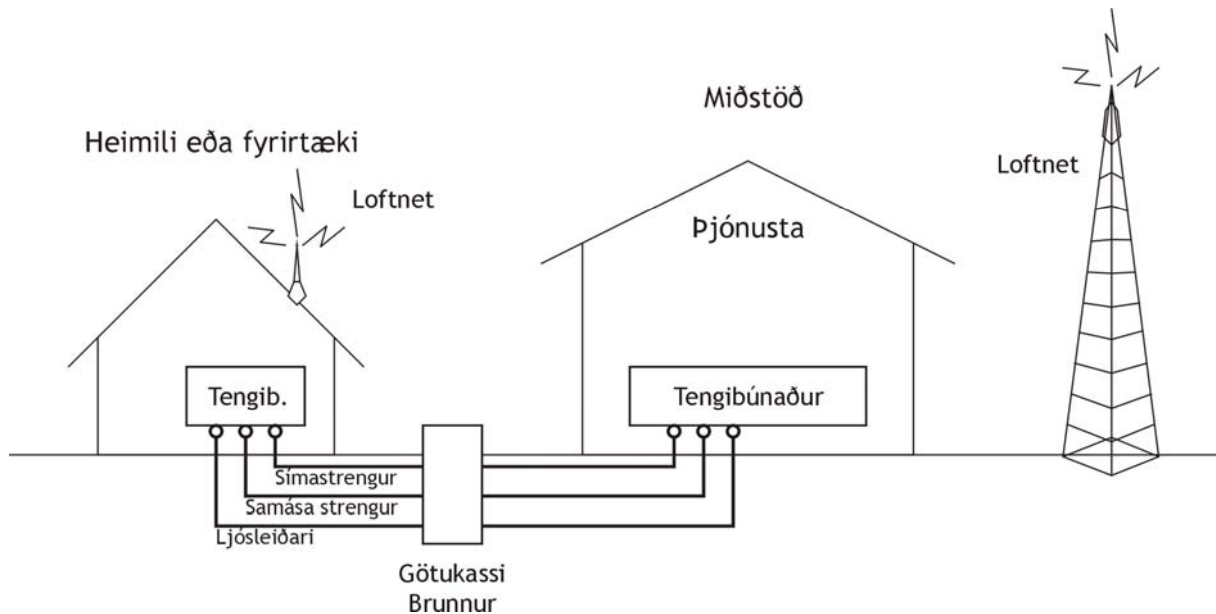 Miðstöð
Heimili eða fyrirtæki
Loftnet
Loftnet
Þjónusta
Tengib.
Tengibúnaður
Símastrengur
Samása strengur
Ljósleiðari
Götukassi
Brunnur